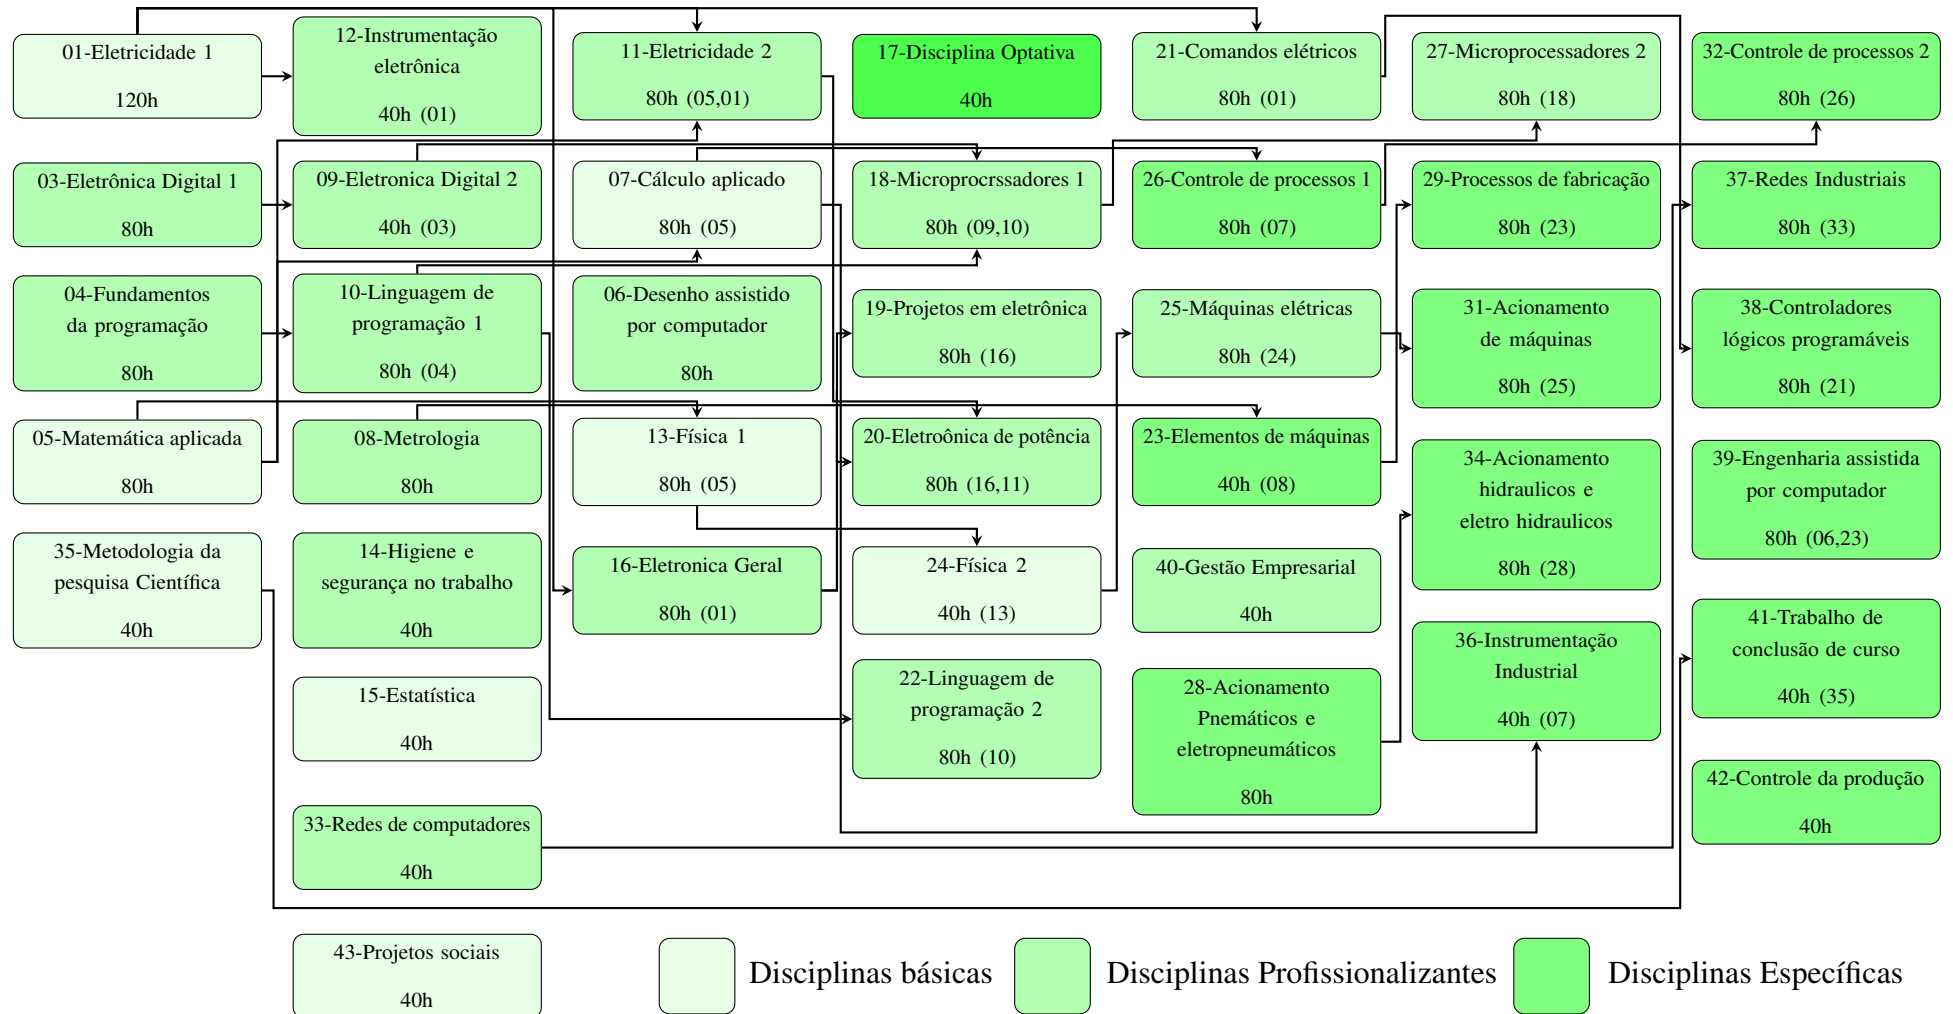 01-Eletricidade 1
120h
03-Eletrônica Digital 1
80h
04-Fundamentos
da programação
80h
05-Matemática aplicada
80h
35-Metodologia da
pesquisa Científica
40h
12-Instrumentação
eletrônica
40h (01)
09-Eletronica Digital 2
40h (03)
10-Linguagem de
programação 1
80h (04)
08-Metrologia
80h
14-Higiene e
segurança no trabalho
40h
15-Estatística
40h
33-Redes de computadores
40h
43-Projetos sociais
40h
11-Eletricidade 2
80h (05,01)
07-Cálculo aplicado
80h (05)
06-Desenho assistido
por computador
80h
13-Física 1
80h (05)
16-Eletronica Geral
80h (01)
17-Disciplina Optativa
40h
18-Microprocrssadores 1
80h (09,10)
19-Projetos em eletrônica
80h (16)
20-Eletroônica de potência
80h (16,11)
24-Física 2
40h (13)
22-Linguagem de
programação 2
80h (10)
21-Comandos elétricos
80h (01)
26-Controle de processos 1
80h (07)
25-Máquinas elétricas
80h (24)
23-Elementos de máquinas
40h (08)
40-Gestão Empresarial
40h
28-Acionamento
Pnemáticos e
eletropneumáticos
80h
27-Microprocessadores 2
80h (18)
29-Processos de fabricação
80h (23)
31-Acionamento
de máquinas
80h (25)
34-Acionamento
hidraulicos e
eletro hidraulicos
80h (28)
36-Instrumentação
Industrial
40h (07)
32-Controle de processos 2
80h (26)
37-Redes Industriais
80h (33)
38-Controladores
lógicos programáveis
80h (21)
39-Engenharia assistida
por computador
80h (06,23)
41-Trabalho de
conclusão de curso
40h (35)
42-Controle da produção
40h
Disciplinas básicas
Disciplinas Profissionalizantes
Disciplinas Específicas